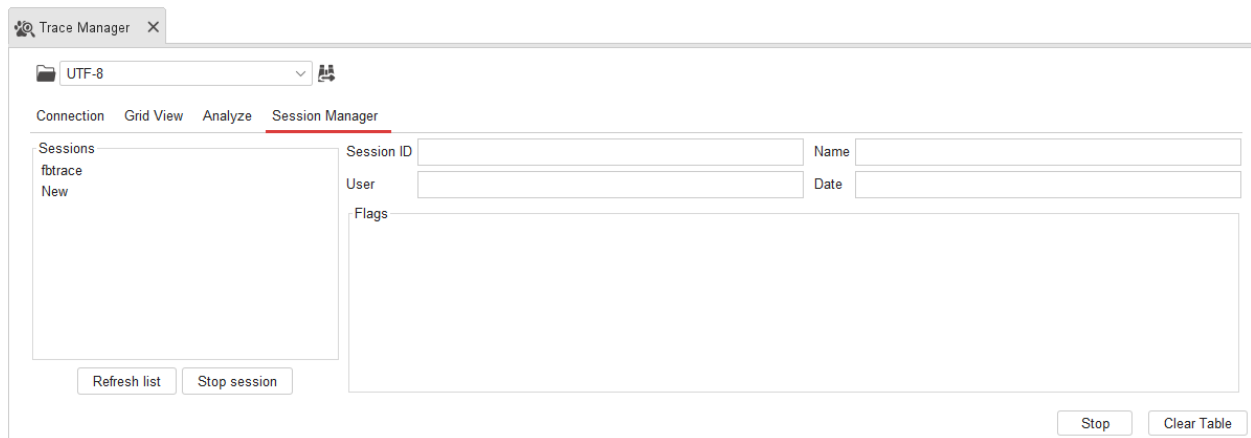 Trace Manager
UTF-8
Connection Grid View Analyze Session Manager
Sessions
fbtrace
New
Session ID
Name
User
Date
Flags
Refresh list Stop session
Stop Clear Table